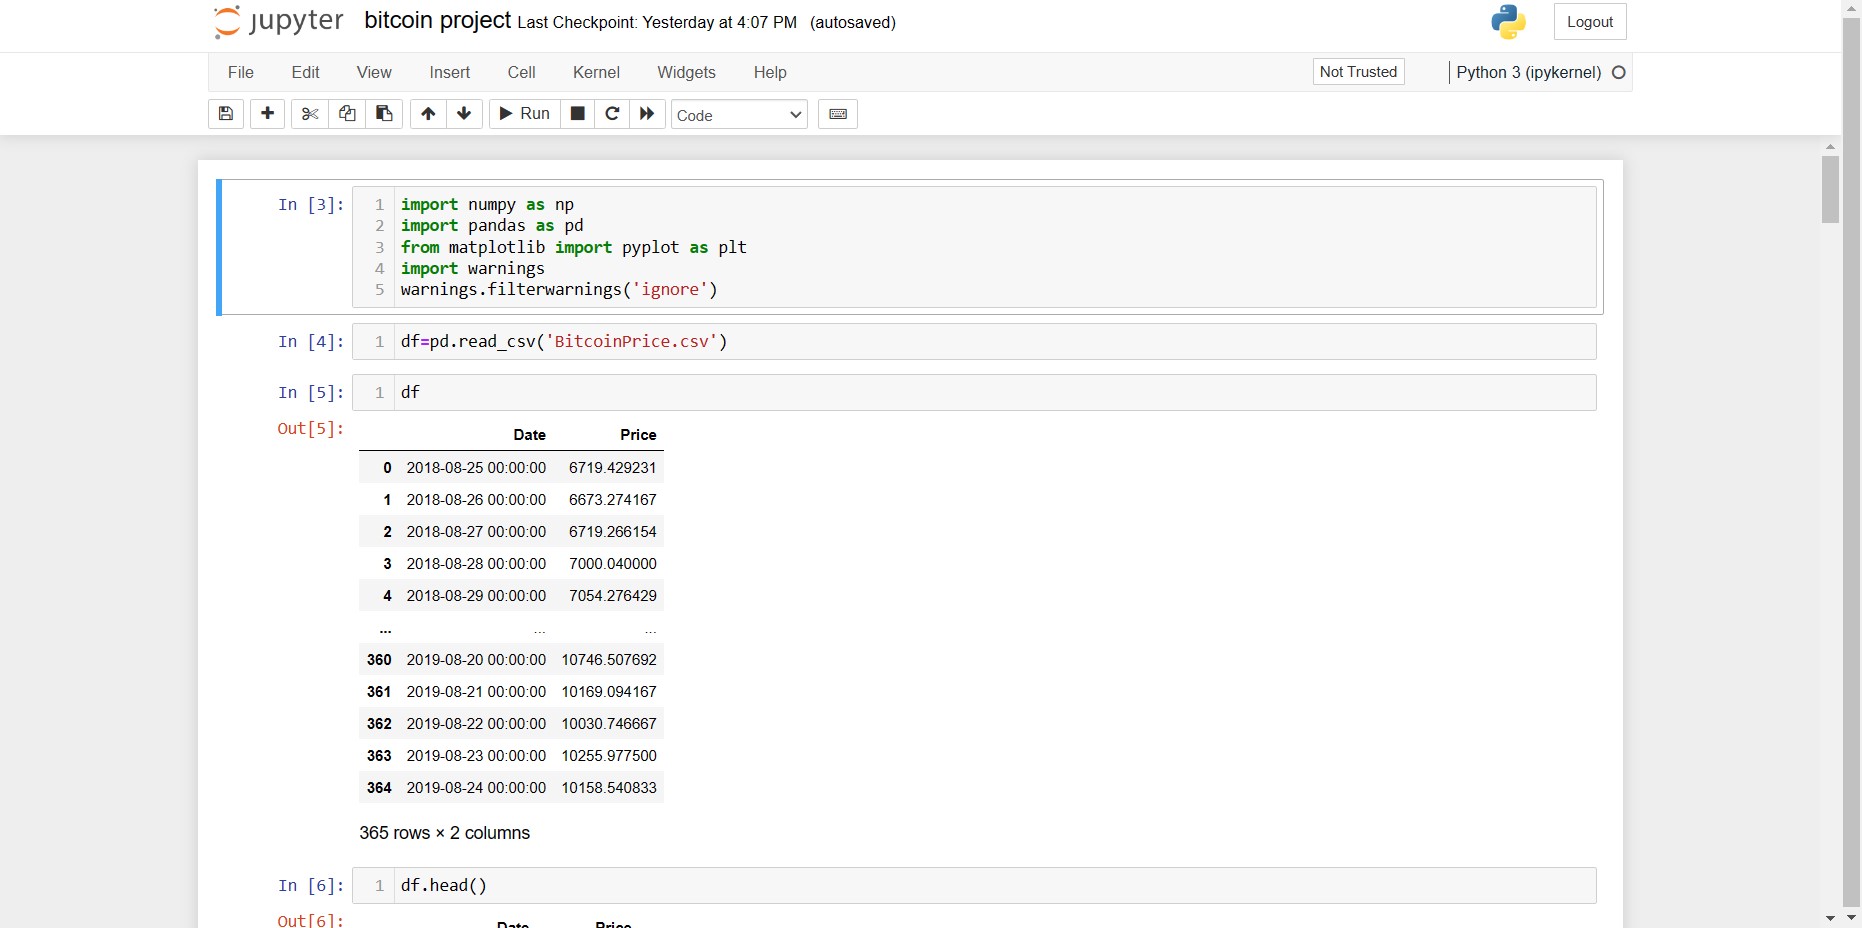 jupyter bitcoin project Last Checkpoint: Yesterday at 4:07 PM (autosaved) Logout
File Edit View Insert Cell Kernel Widgets Help Not Trusted Python 3 (ipykernel)
Run Code
In [3]: 1 import numpy as np
2 import pandas as pd
3 from matplotlib import pyplot as plt
4 import warnings
5 warnings.filterwarnings('ignore')
In [4]: 1 df=pd.read_csv('BitcoinPrice.csv')
In [5]: 1 df
Out[5]:
Date Price
0 2018-08-25 00:00:00 6719.429231
1 2018-08-26 00:00:00 6673.274167
2 2018-08-27 00:00:00 6719.266154
3 2018-08-28 00:00:00 7000.040000
4 2018-08-29 00:00:00 7054.276429
... ... ...
360 2019-08-20 00:00:00 10746.507692
361 2019-08-21 00:00:00 10169.094167
362 2019-08-22 00:00:00 10030.746667
363 2019-08-23 00:00:00 10255.977500
364 2019-08-24 00:00:00 10158.540833
365 rows × 2 columns
In [6]: 1 df.head()
Out[6]:
Date Price